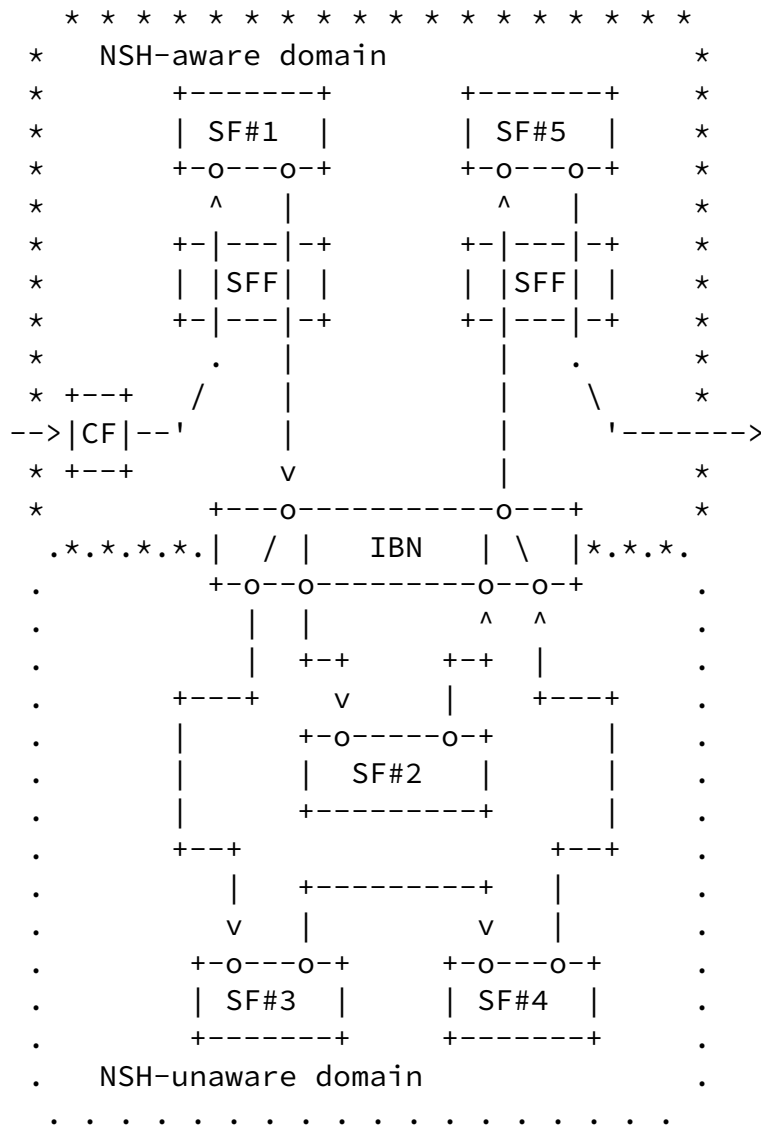 NSH-aware domain
SF#1 SF#5
SFF SFF
CF
IBN
SF#2
SF#3 SF#4
NSH-unaware domain